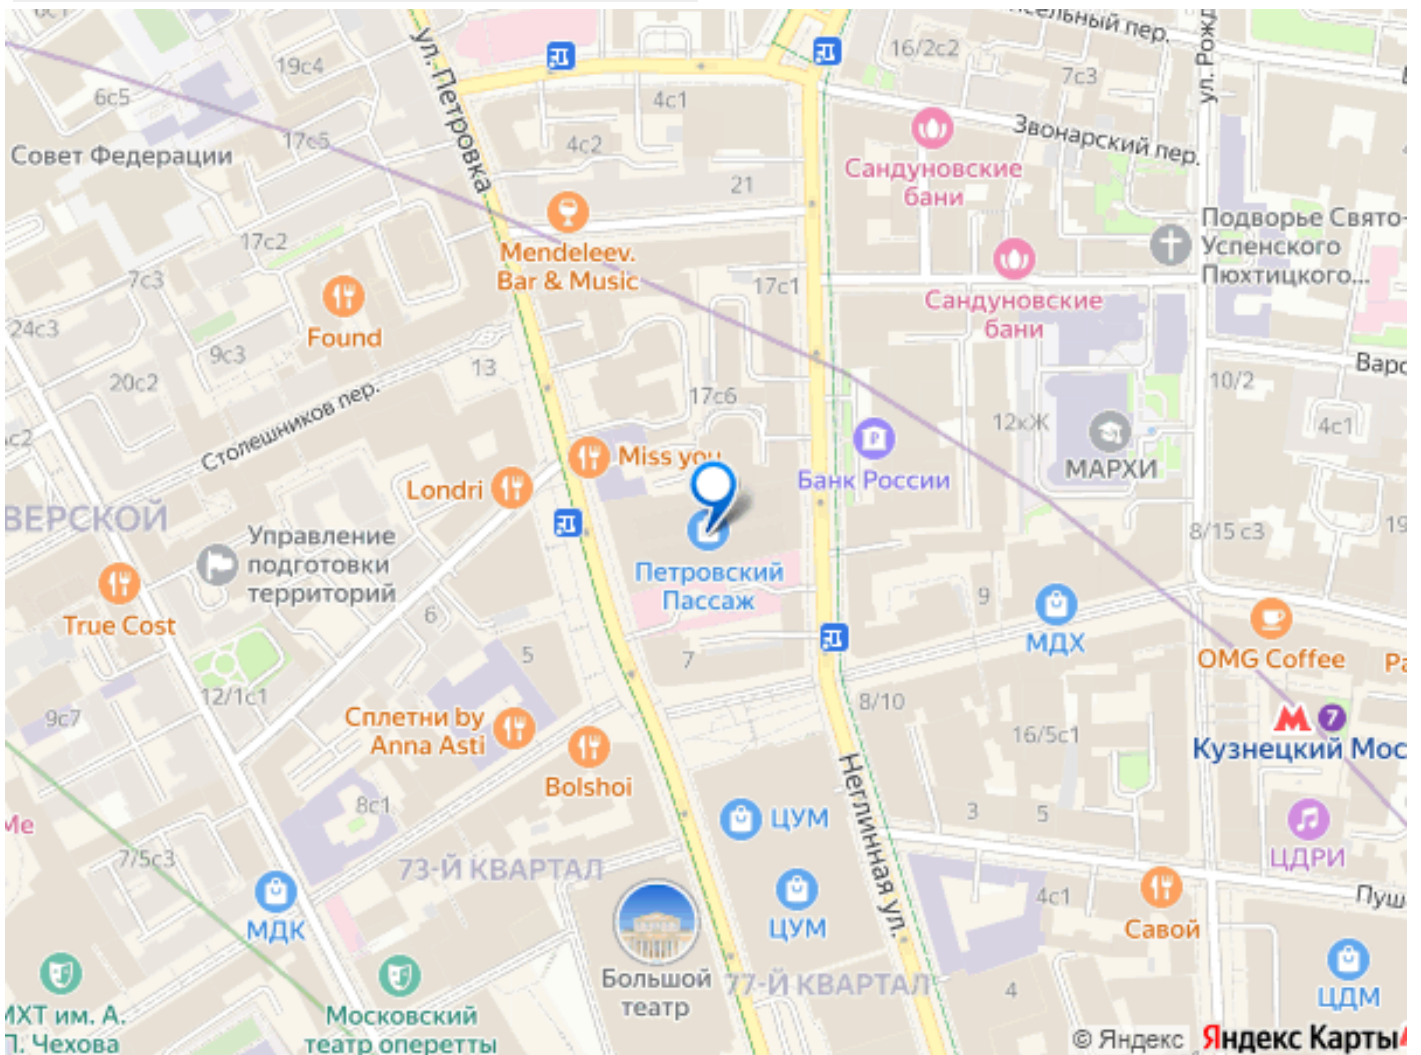 ул. Петровка
19с4
6с5
17с5
Совет Федерации
4с1
4с2
21
16/2с2
7с3
Звонарский пер.
Сандуновские
бани
Mendeleev.
Bar & Music
17с2
7с3
Found
24с3
9с3
20с2
13
Столешников пер.
17с1
17с6
Сандуновские
бани
Подворье Свято-
Успенского
Пюхтицкого...
10/2
4с1
12кЖ
МАРХИ
Банк России
Miss you
Londri
Управление
подготовки
территорий
True Cost
6
5
7
12/1с1
9с7
Петровский
Пассаж
9
МДХ
8/15 с3
OMG Coffee
8/10
16/5с1
7
Кузнецкий Мос
Сплетни by
Anna Asti
Bolshoi
8с1
7/5с3
73-Й КВАРТАЛ
МДК
ЦУМ
ЦУМ
Неглинная ул.
3
5
ЦДРИ
4с1
Савой
Большой
театр
77-Й КВАРТАЛ
4
ЦДМ
Московский
театр оперетты
МХТ им. А.
П. Чехова
© Яндекс
Яндекс Карты